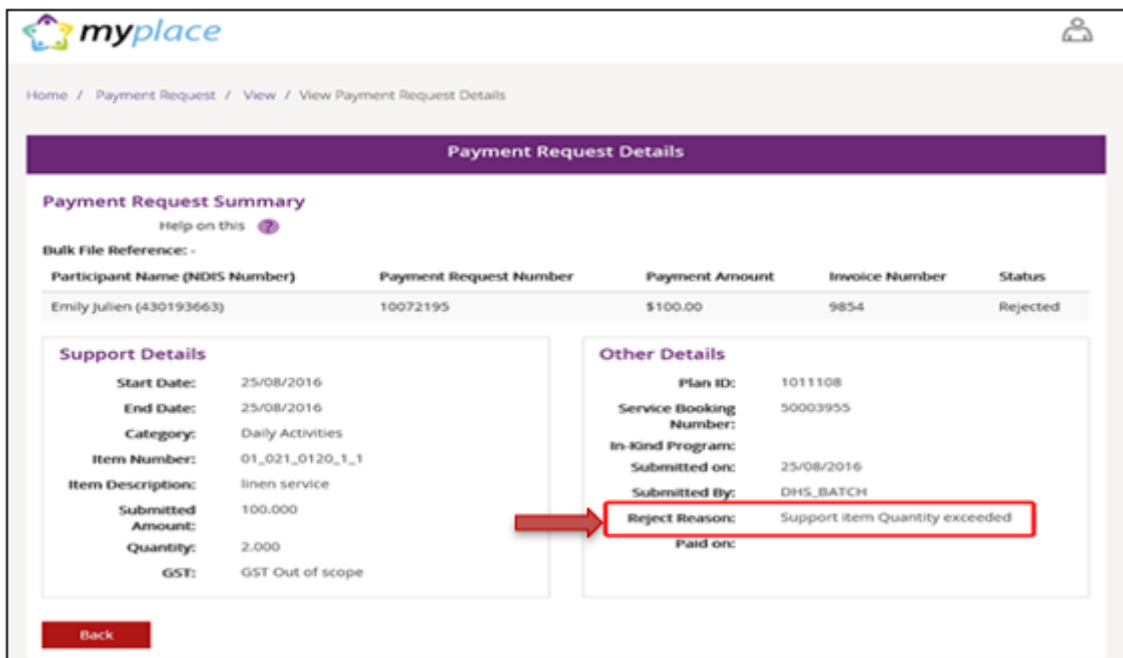 myplace
Home / Payment Request / View / View Payment Request Details
Payment Request Details
Payment Request Summary
Help on this ?
Bulk File Reference: -
Participant Name (NDIS Number) Payment Request Number Payment Amount Invoice Number Status
Emily Julien (430193663) 10072195 $100.00 9854 Rejected
Support Details
Start Date: 25/08/2016
End Date: 25/08/2016
Category: Daily Activities
Item Number: 01_021_0120_1_1
Item Description: linen service
Submitted 100.000
Amount:
Quantity: 2.000
GST: GST Out of scope
Other Details
Plan ID: 1011108
Service Booking 50003955
Number:
In-Kind Program:
Submitted on: 25/08/2016
Submitted By: DHS_BATCH
Reject Reason: Support item Quantity exceeded
Paid on:
Back